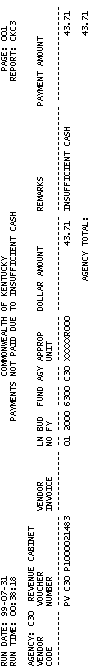 RUN DATE: 99-07-31 COMMONWEALTH OF KENTUCKY PAGE: 001
RUN TIME: 00:38:18 PAYMENTS NOT PAID DUE TO INSUFFICIENT CASH REPORT: CKC3
AGENCY: C30 REVENUE CABINET
VENDOR VOUCHER VENDOR LN BUD FUND AGY APPROP DOLLAR AMOUNT REMARKS PAYMENT AMOUNT
CODE NUMBER INVOICE NO FY UNIT
PV C30 P1000021483 01 2000 6300 C30 XXXXXR000 43.71 INSUFFICIENT CASH 43.71
AGENCY TOTAL: 43.71